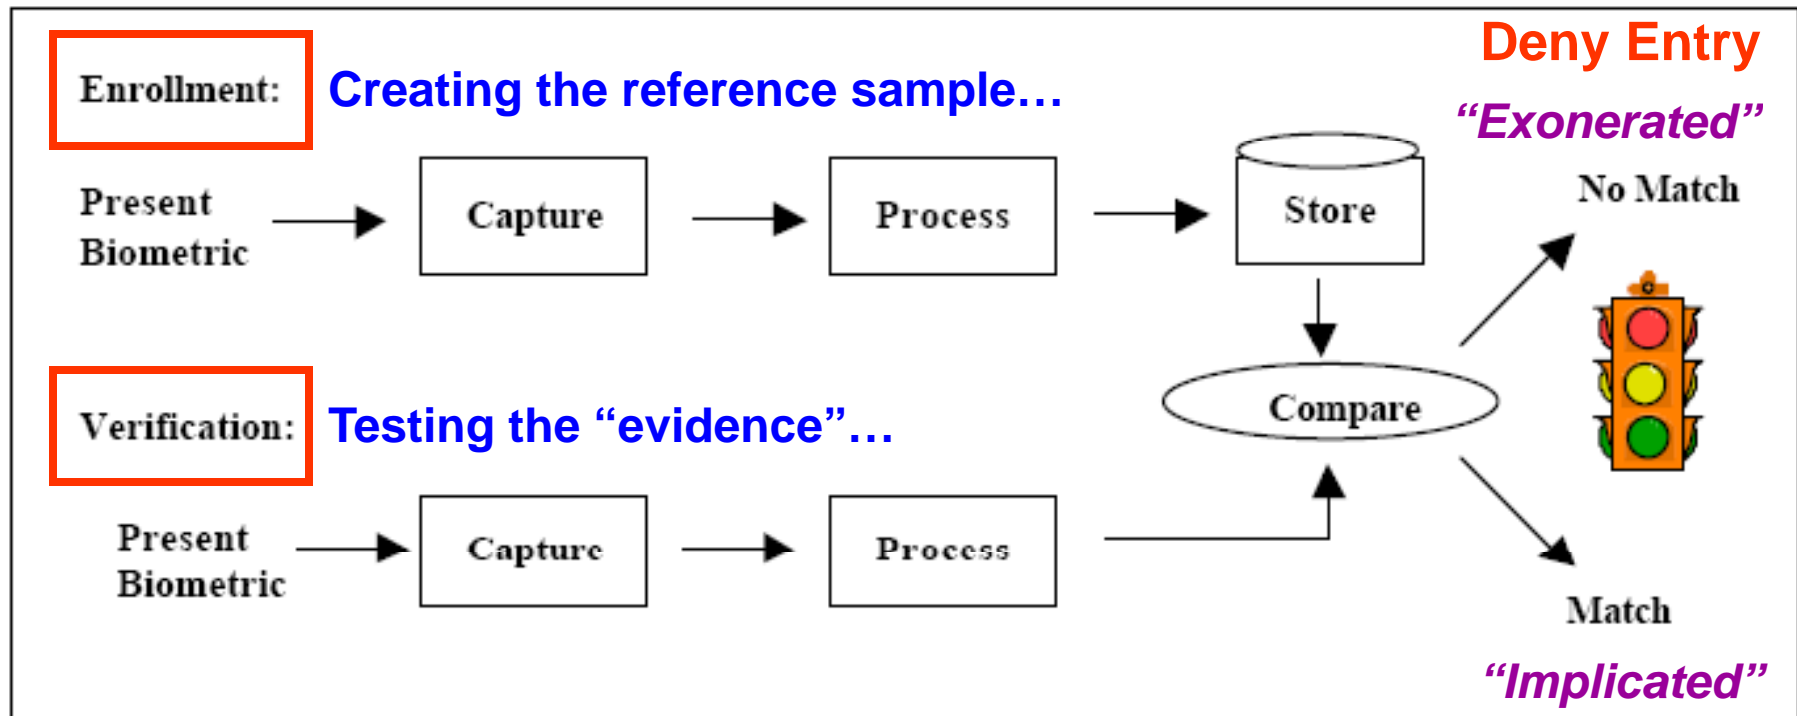 Deny Entry
Enrollment: Creating the reference sample…
“Exonerated”
Present
Biometric
Capture
Process
Store
No Match
Verification: Testing the “evidence”…
Compare
Present
Biometric
Capture
Process
Match
“Implicated”